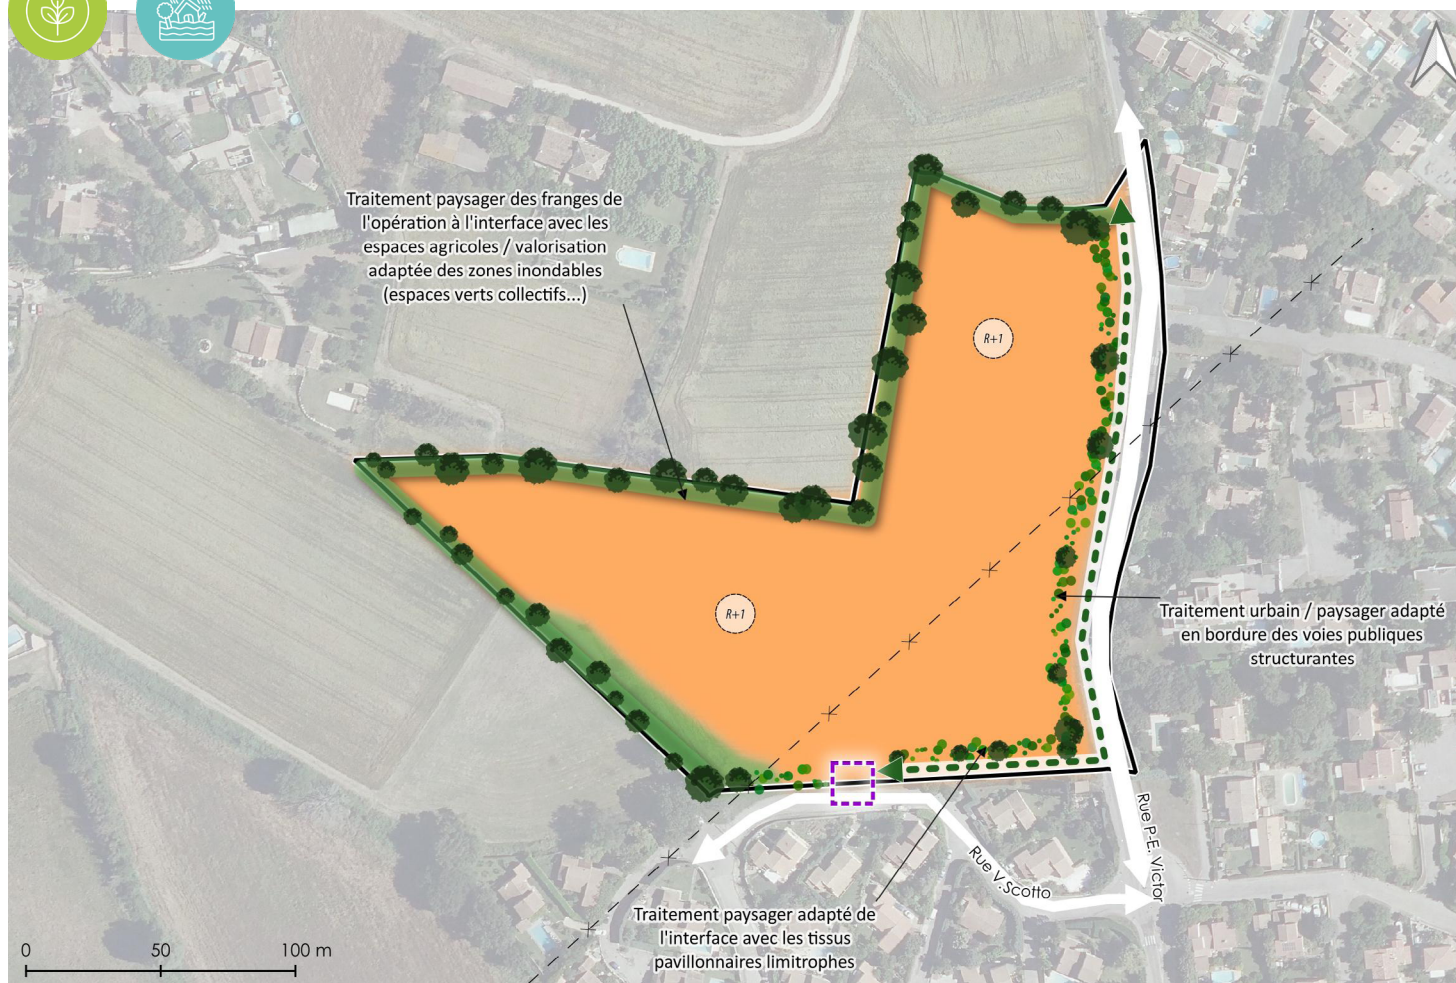 Traitement paysager des franges de
l'opération à l'interface avec les
espaces agricoles / valorisation
adaptée des zones inondables
(espaces verts collectifs...)
R+1
R+1
Traitement urbain / paysager adapté
en bordure des voies publiques
structurantes
Rue P-E. Victor
Rue V.Scotto
Traitement paysager adapté de
l'interface avec les tissus
pavillonnaires limitrophes
0 50 100 m